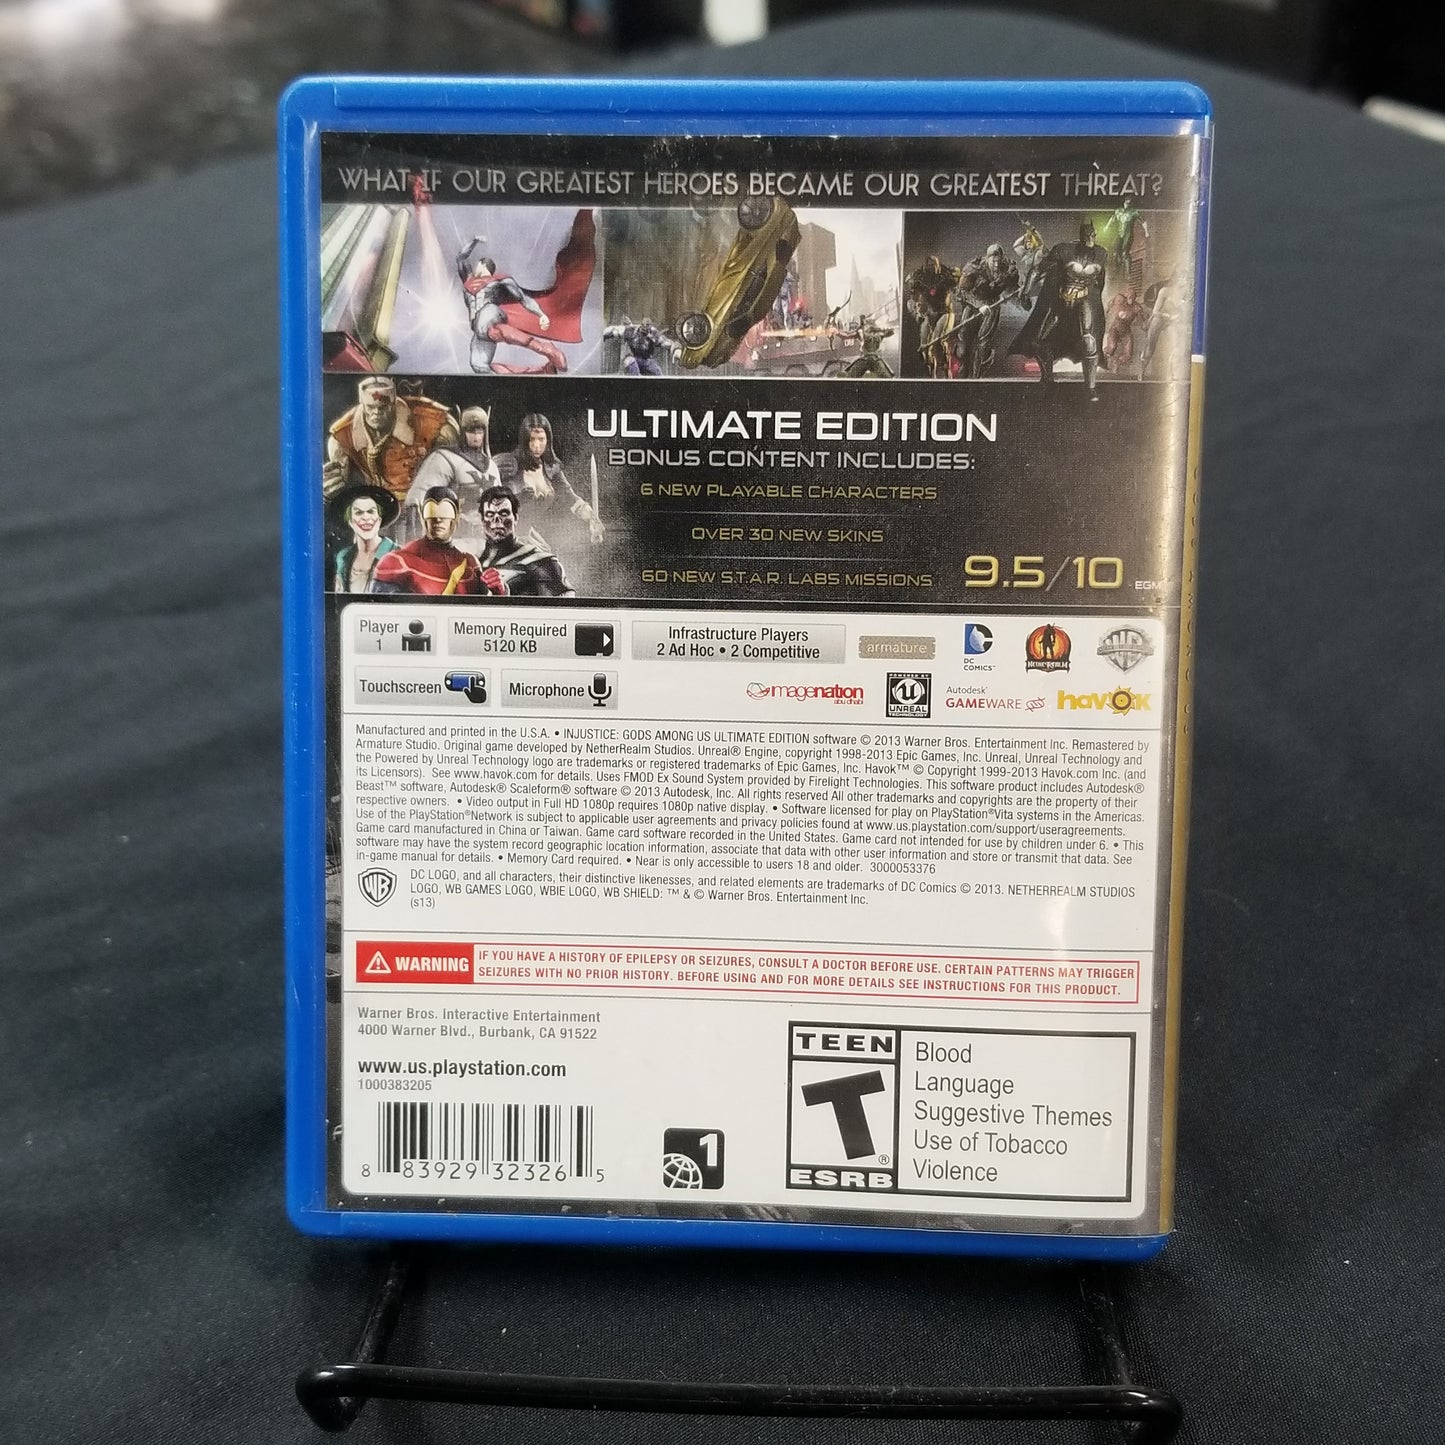 WHAT IF OUR GREATEST HEROES BECAME OUR GREATEST THREAT?
ULTIMATE EDITION
BONUS CONTENT INCLUDES:
6 NEW PLAYABLE CHARACTERS
OVER 30 NEW SKINS
60 NEW S.T.A.R. LABS MISSIONS
9.5/10 EGM
Player
1
Memory Required
5120 KB
Infrastructure Players
2 Ad Hoc • 2 Competitive
armature
DC
COMICS™
NETHERREALM
WB
Touchscreen
Microphone
imagenation
abu dhabi
POWERED BY
UNREAL
TECHNOLOGY
Autodesk®
GAMEWARE
havok
Manufactured and printed in the U.S.A. • INJUSTICE: GODS AMONG US ULTIMATE EDITION software © 2013 Warner Bros. Entertainment Inc. Remastered by
Armature Studio. Original game developed by NetherRealm Studios. Unreal® Engine, copyright 1998-2013 Epic Games, Inc. Unreal, Unreal Technology and
the Powered by Unreal Technology logo are trademarks or registered trademarks of Epic Games, Inc. Havok™ © Copyright 1999-2013 Havok.com Inc. (and
its Licensors). See www.havok.com for details. Uses FMOD Ex Sound System provided by Firelight Technologies. This software product includes Autodesk®
Beast™ software, Autodesk® Scaleform® software © 2013 Autodesk, Inc. All rights reserved All other trademarks and copyrights are the property of their
respective owners. • Video output in Full HD 1080p requires 1080p native display. • Software licensed for play on PlayStation®Vita systems in the Americas.
Use of the PlayStation®Network is subject to applicable user agreements and privacy policies found at www.us.playstation.com/support/useragreements.
Game card manufactured in China or Taiwan. Game card software recorded in the United States. Game card not intended for use by children under 6. • This
software may have the system record geographic location information, associate that data with other user information and store or transmit that data. See
in-game manual for details. • Memory Card required. • Near is only accessible to users 18 and older. 3000053376
WB
DC LOGO, and all characters, their distinctive likenesses, and related elements are trademarks of DC Comics © 2013. NETHERREALM STUDIOS
LOGO, WB GAMES LOGO, WBIE LOGO, WB SHIELD: ™ & © Warner Bros. Entertainment Inc.
(s13)
WARNING
IF YOU HAVE A HISTORY OF EPILEPSY OR SEIZURES, CONSULT A DOCTOR BEFORE USE. CERTAIN PATTERNS MAY TRIGGER
SEIZURES WITH NO PRIOR HISTORY. BEFORE USING AND FOR MORE DETAILS SEE INSTRUCTIONS FOR THIS PRODUCT.
Warner Bros. Interactive Entertainment
4000 Warner Blvd., Burbank, CA 91522
www.us.playstation.com
1000383205
8 83929 32326 5
1
TEEN
T
®
ESRB
Blood
Language
Suggestive Themes
Use of Tobacco
Violence